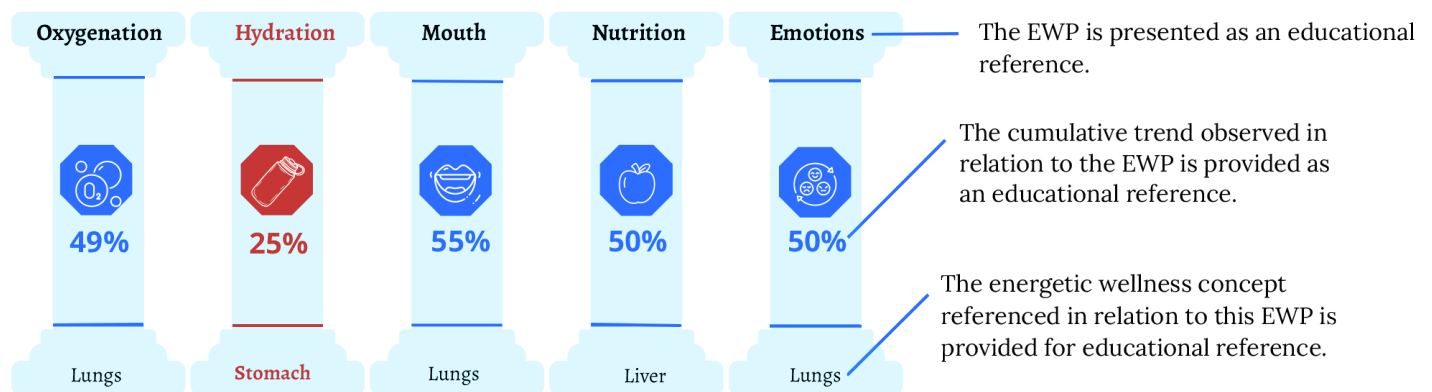 Oxygenation
Hydration
Mouth
Nutrition
Emotions
The EWP is presented as an educational
reference.
The cumulative trend observed in
relation to the EWP is provided as
an educational reference.
O2
49%
25%
55%
50%
50%
The energetic wellness concept
referenced in relation to this EWP is
provided for educational reference.
Lungs
Stomach
Lungs
Liver
Lungs